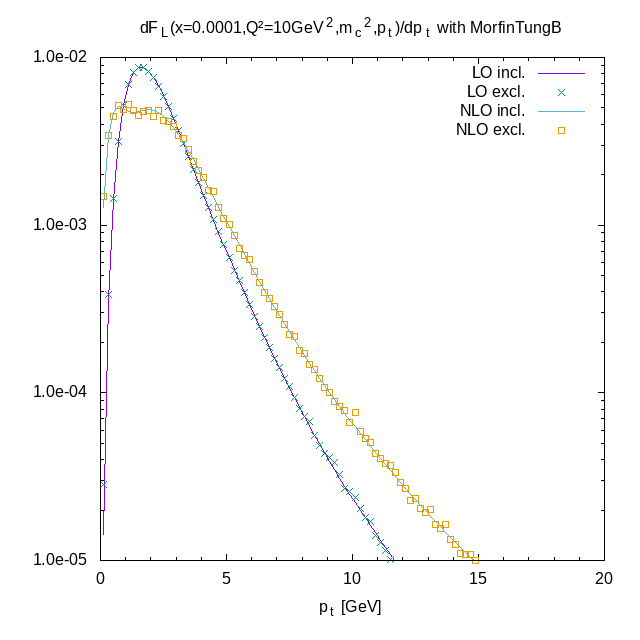 dF_L(x=0.0001,Q²=10GeV²,m_c²,p_t)/dp_t with MorfinTungB
LO incl.
LO excl.
NLO incl.
NLO excl.
1.0e-02
1.0e-03
1.0e-04
1.0e-05
0 5 10 15 20
p_t [GeV]